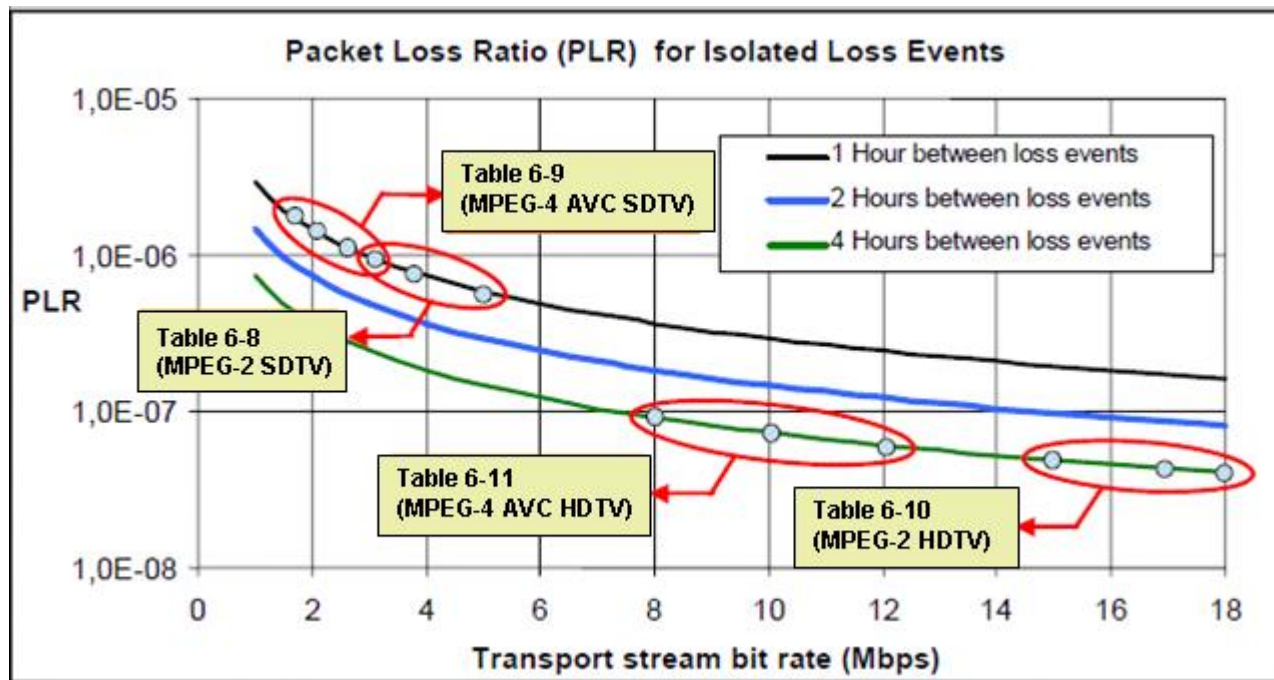 Packet Loss Ratio (PLR) for Isolated Loss Events
1,0E-05
1,0E-06
1,0E-07
1,0E-08
PLR
1 Hour between loss events
2 Hours between loss events
4 Hours between loss events
Table 6-9
(MPEG-4 AVC SDTV)
Table 6-8
(MPEG-2 SDTV)
Table 6-11
(MPEG-4 AVC HDTV)
Table 6-10
(MPEG-2 HDTV)
0 2 4 6 8 10 12 14 16 18
Transport stream bit rate (Mbps)